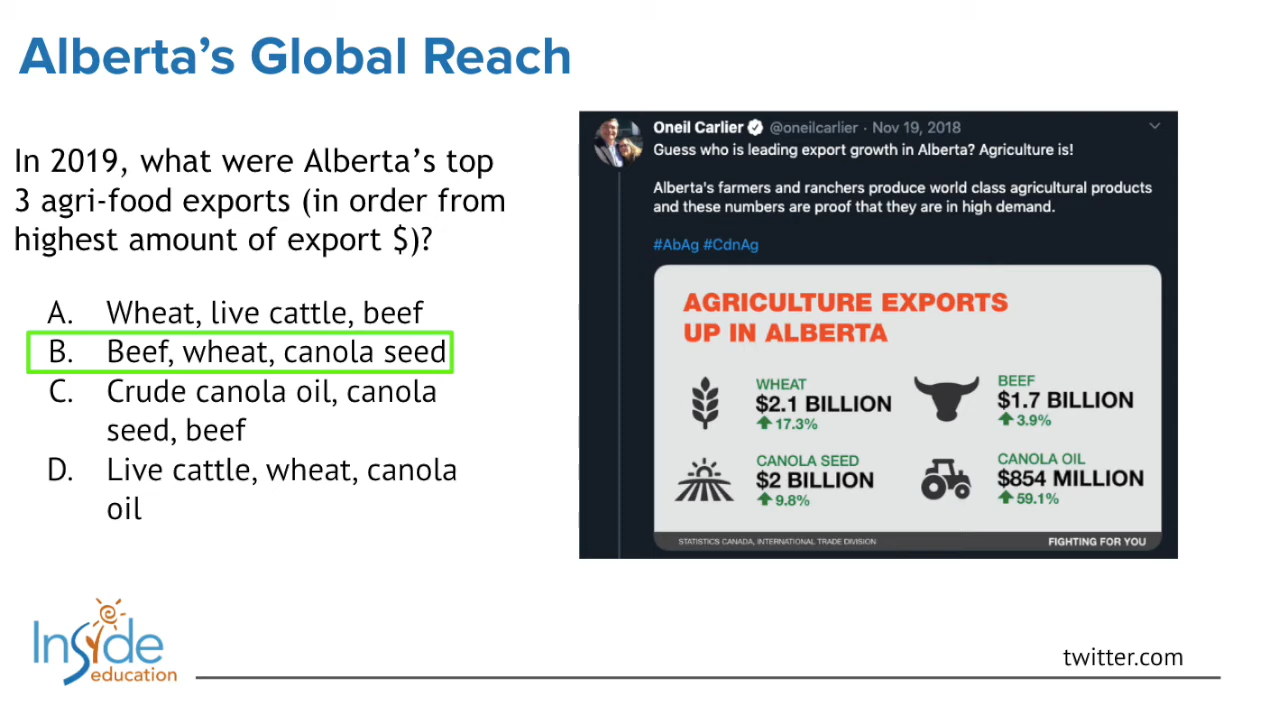 Alberta's Global Reach
In 2019, what were Alberta's top
3 agri-food exports (in order from
highest amount of export $)?
A. Wheat, live cattle, beef
B. Beef, wheat, canola seed
C. Crude canola oil, canola
seed, beef
D. Live cattle, wheat, canola
oil
Oneil Carlier @oneilcarlier · Nov 19, 2018
Guess who is leading export growth in Alberta? Agriculture is!
Alberta's farmers and ranchers produce world class agricultural products
and these numbers are proof that they are in high demand.
#AbAg #CdnAg
AGRICULTURE EXPORTS
UP IN ALBERTA
WHEAT
$2.1 BILLION
17.3%
BEEF
$1.7 BILLION
3.9%
CANOLA SEED
$2 BILLION
9.8%
CANOLA OIL
$854 MILLION
59.1%
STATISTICS CANADA, INTERNATIONAL TRADE DIVISION
FIGHTING FOR YOU
Inside
education
twitter.com